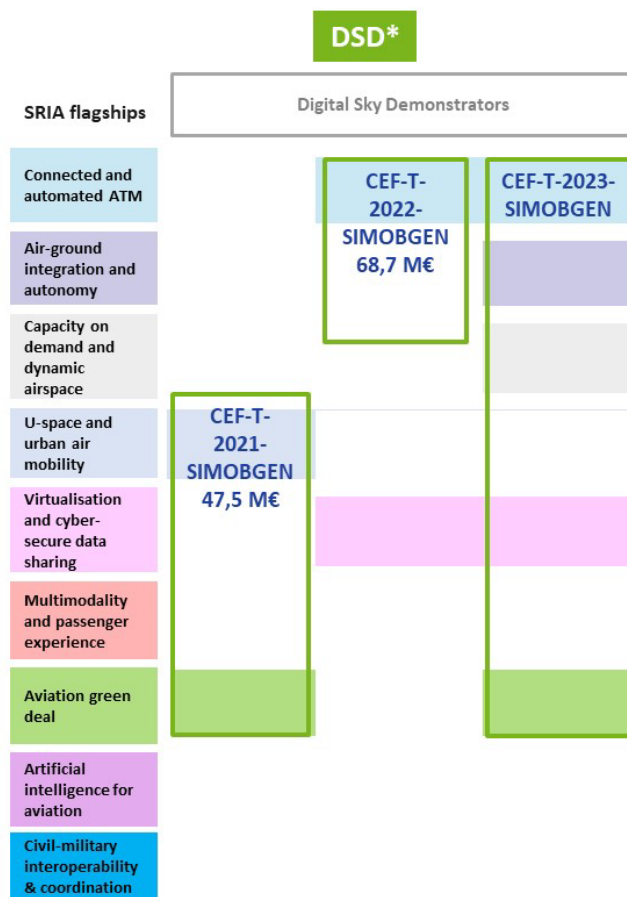 DSD*
SRIA flagships
Digital Sky Demonstrators
Connected and
automated ATM
CEF-T-
2022-
SIMOBGEN
68,7 M€
CEF-T-2023-
SIMOBGEN
Air-ground
integration and
autonomy
Capacity on
demand and
dynamic
airspace
U-space and
urban air
mobility
CEF-T-
2021-
SIMOBGEN
47,5 M€
Virtualisation
and cyber-
secure data
sharing
Multimodality
and passenger
experience
Aviation green
deal
Artificial
intelligence for
aviation
Civil-military
interoperability
& coordination